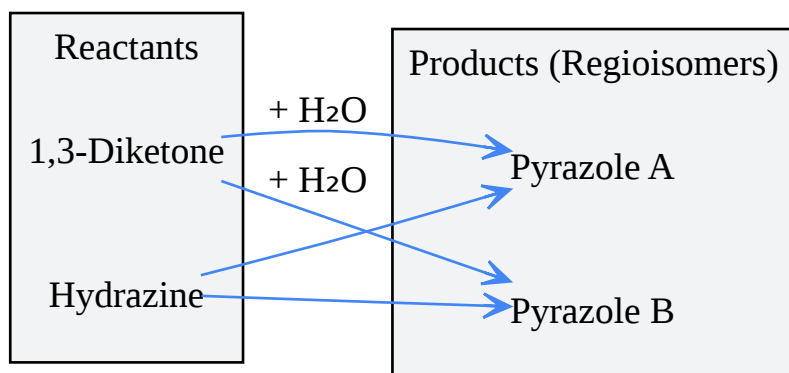 Reactants
Products (Regioisomers)
+ H₂O
1,3-Diketone
Pyrazole A
+ H₂O
Hydrazine
Pyrazole B